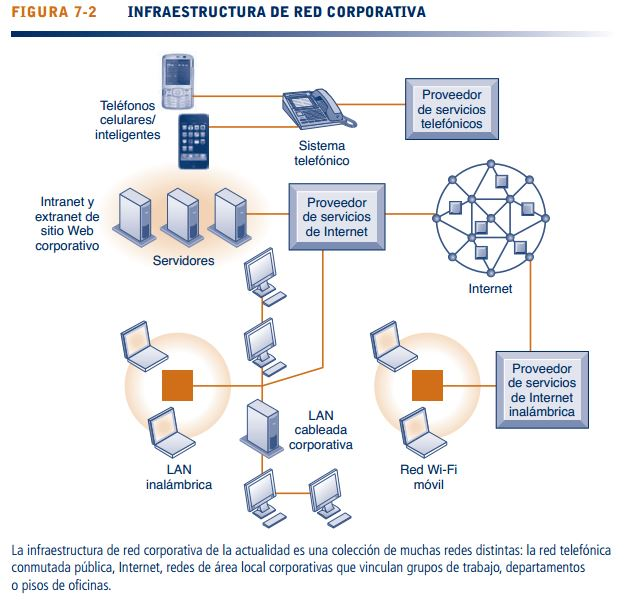 FIGURA 7-2 INFRAESTRUCTURA DE RED CORPORATIVA
Teléfonos
celulares/
inteligentes
Sistema
telefónico
Proveedor
de servicios
telefónicos
Intranet y
extranet de
sitio Web
corporativo
Servidores
Proveedor
de servicios
de Internet
Internet
LAN
inalámbrica
LAN
cableada
corporativa
Red Wi-Fi
móvil
Proveedor
de servicios
de Internet
inalámbrica
La infraestructura de red corporativa de la actualidad es una colección de muchas redes distintas: la red telefónica
conmutada pública, Internet, redes de área local corporativas que vinculan grupos de trabajo, departamentos
o pisos de oficinas.